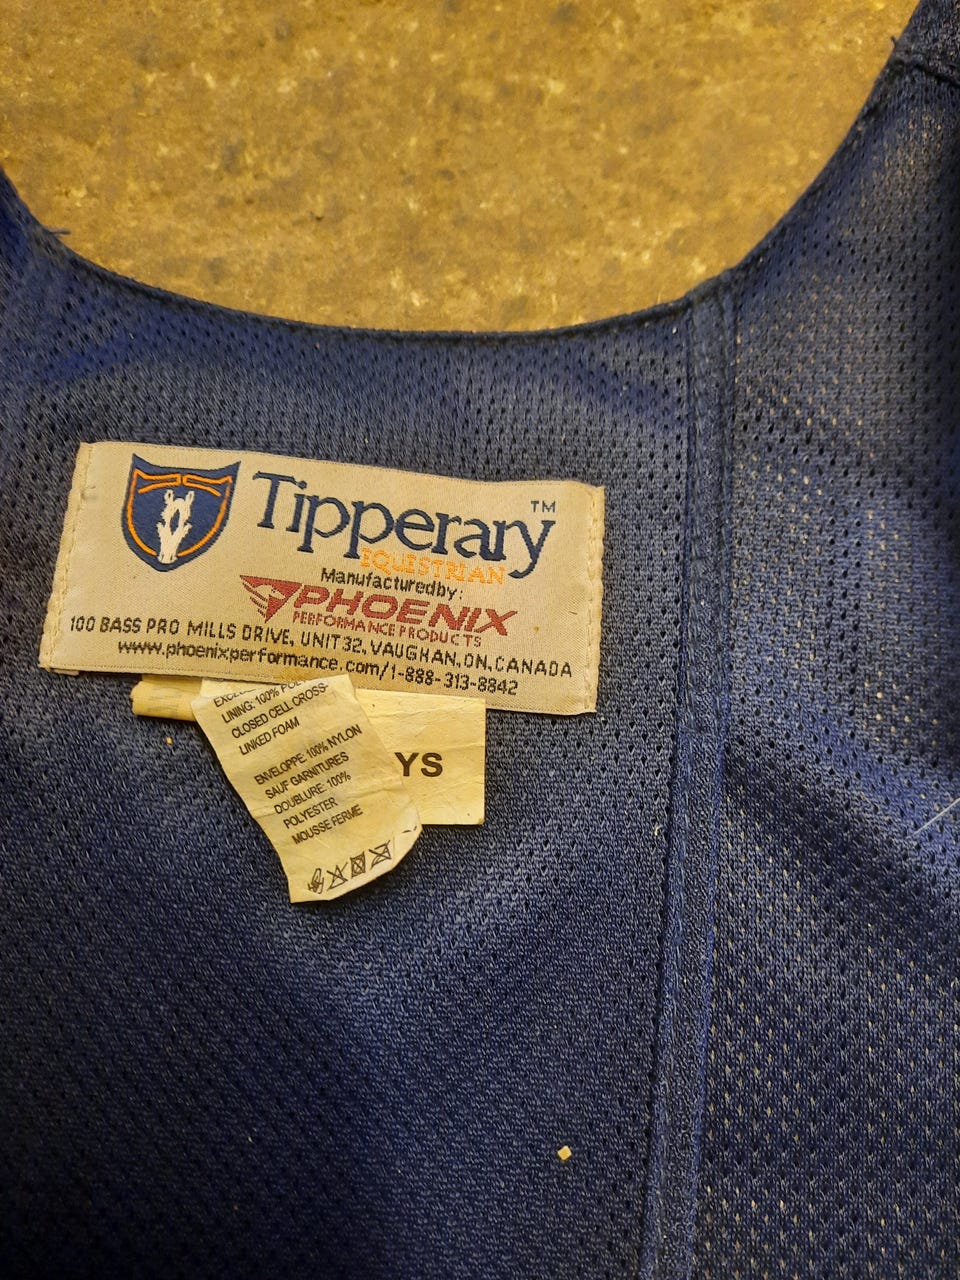 Tipperary™
EQUESTRIAN
Manufactured by:
PHOENIX
PERFORMANCE PRODUCTS
100 BASS PRO MILLS DRIVE, UNIT 32, VAUGHAN, ON, CANADA
www.phoenixperformance.com/1-888-313-8842
LINING: 100%
CLOSED CELL CROSS-
LINKED FOAM
ENVELOPPE: 100% NYLON
SAUF GARNITURES
DOUBLURE: 100%
POLYESTER
MOUSSE FERME
YS